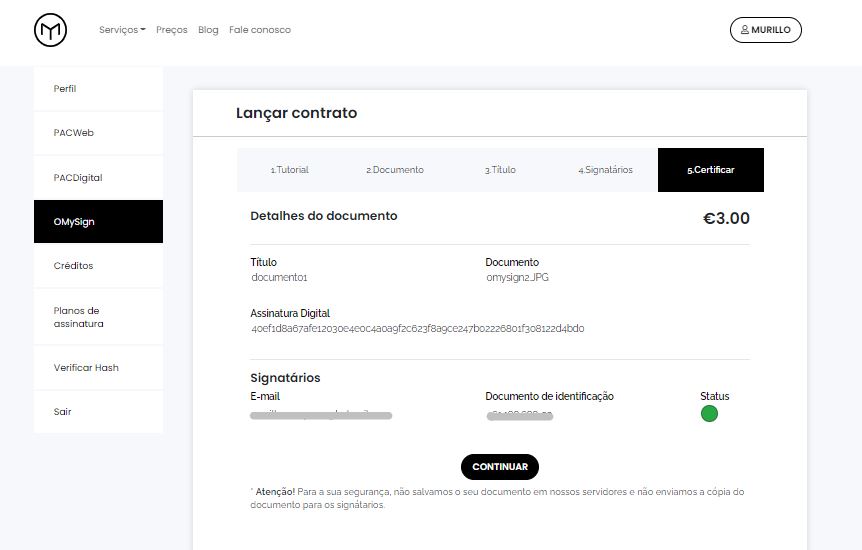 Serviços Preços Blog Fale conosco
MURILLO
Perfil
PACWeb
PACDigital
OMySign
Créditos
Planos de
assinatura
Verificar Hash
Sair
Lançar contrato
1.Tutorial 2.Documento 3.Título 4.Signatários 5.Certificar
Detalhes do documento €3.00
Título Documento
documento1 omysign2.JPG
Assinatura Digital
40ef1d8a67afe12030e4e0c4a0a9f2c623f8a9ce247b02226801f308122d4bd0
Signatários
E-mail Documento de identificação Status
CONTINUAR
* Atenção! Para a sua segurança, não salvamos o seu documento em nossos servidores e não enviamos a cópia do
documento para os signátarios.